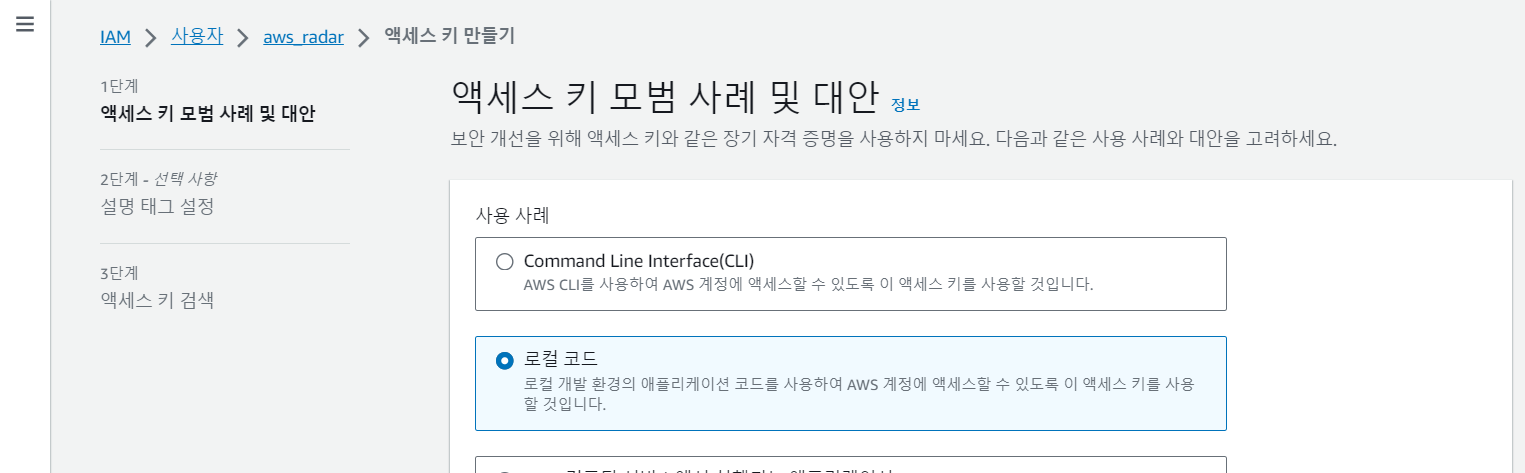 IAM > 사용자 > aws_radar > 액세스 키 만들기
1단계
액세스 키 모범 사례 및 대안
2단계 - 선택 사항
설명 태그 설정
3단계
액세스 키 검색
액세스 키 모범 사례 및 대안 정보
보안 개선을 위해 액세스 키와 같은 장기 자격 증명을 사용하지 마세요. 다음과 같은 사용 사례와 대안을 고려하세요.
사용 사례
Command Line Interface(CLI)
AWS CLI를 사용하여 AWS 계정에 액세스할 수 있도록 이 액세스 키를 사용할 것입니다.
로컬 코드
로컬 개발 환경의 애플리케이션 코드를 사용하여 AWS 계정에 액세스할 수 있도록 이 액세스 키를 사용
할 것입니다.